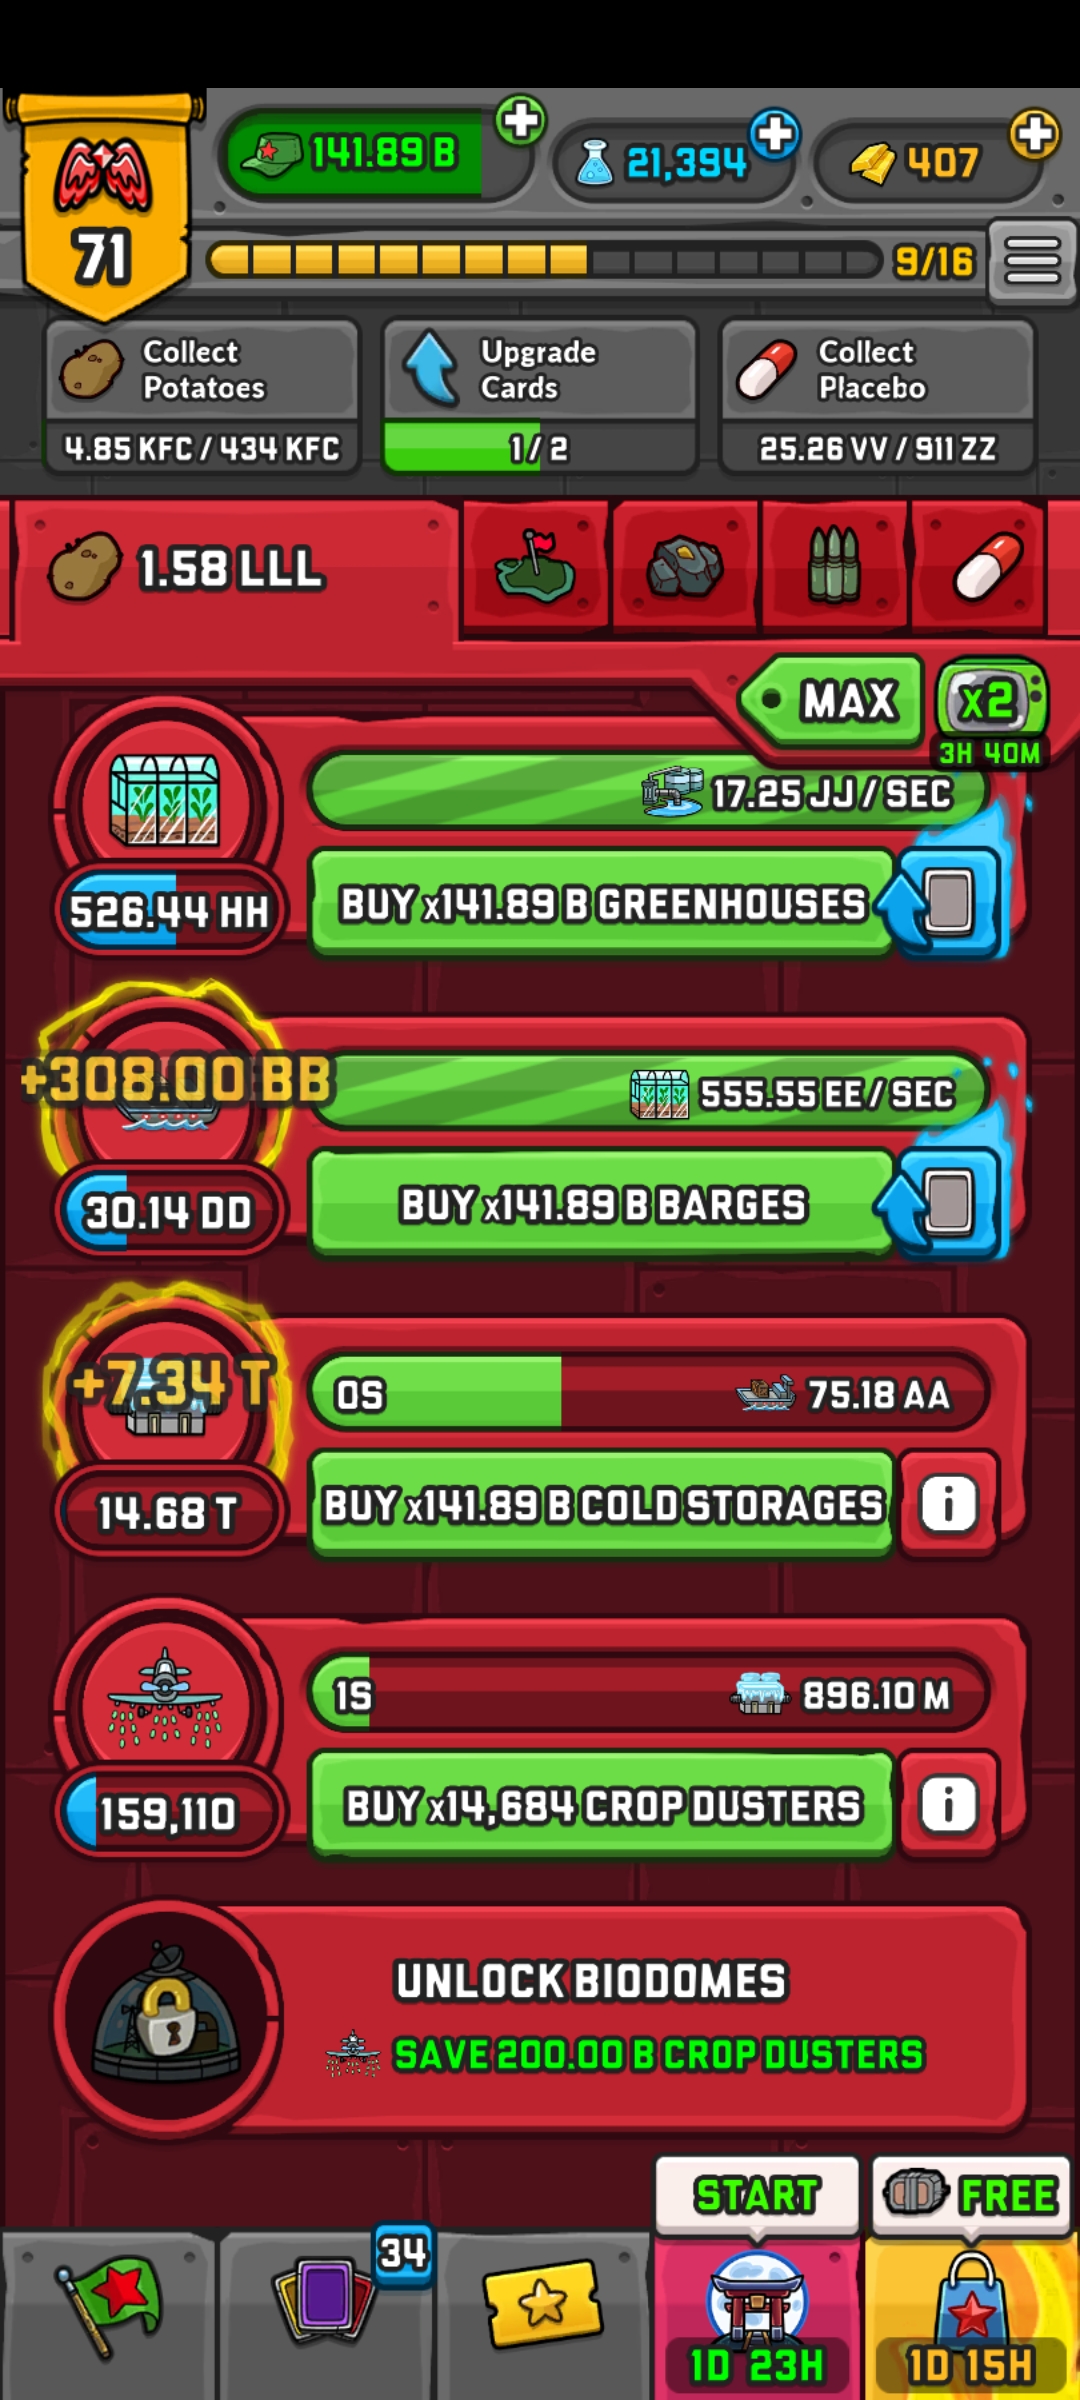 141.89 B
21,394
407
71
9/16
Collect
Potatoes
4.85 KFC / 434 KFC
Upgrade
Cards
1 / 2
Collect
Placebo
25.26 VV / 911 ZZ
1.58 LLL
MAX
x2
3H 40M
17.25 JJ / SEC
526.44 HH
BUY x141.89 B GREENHOUSES
+308.00 BB
555.55 EE / SEC
30.14 DD
BUY x141.89 B BARGES
+7.34 T
0S
75.18 AA
14.68 T
BUY x141.89 B COLD STORAGES
i
1S
896.10 M
159,110
BUY x14,684 CROP DUSTERS
i
UNLOCK BIODOMES
SAVE 200.00 B CROP DUSTERS
START
FREE
34
1D 23H
1D 15H